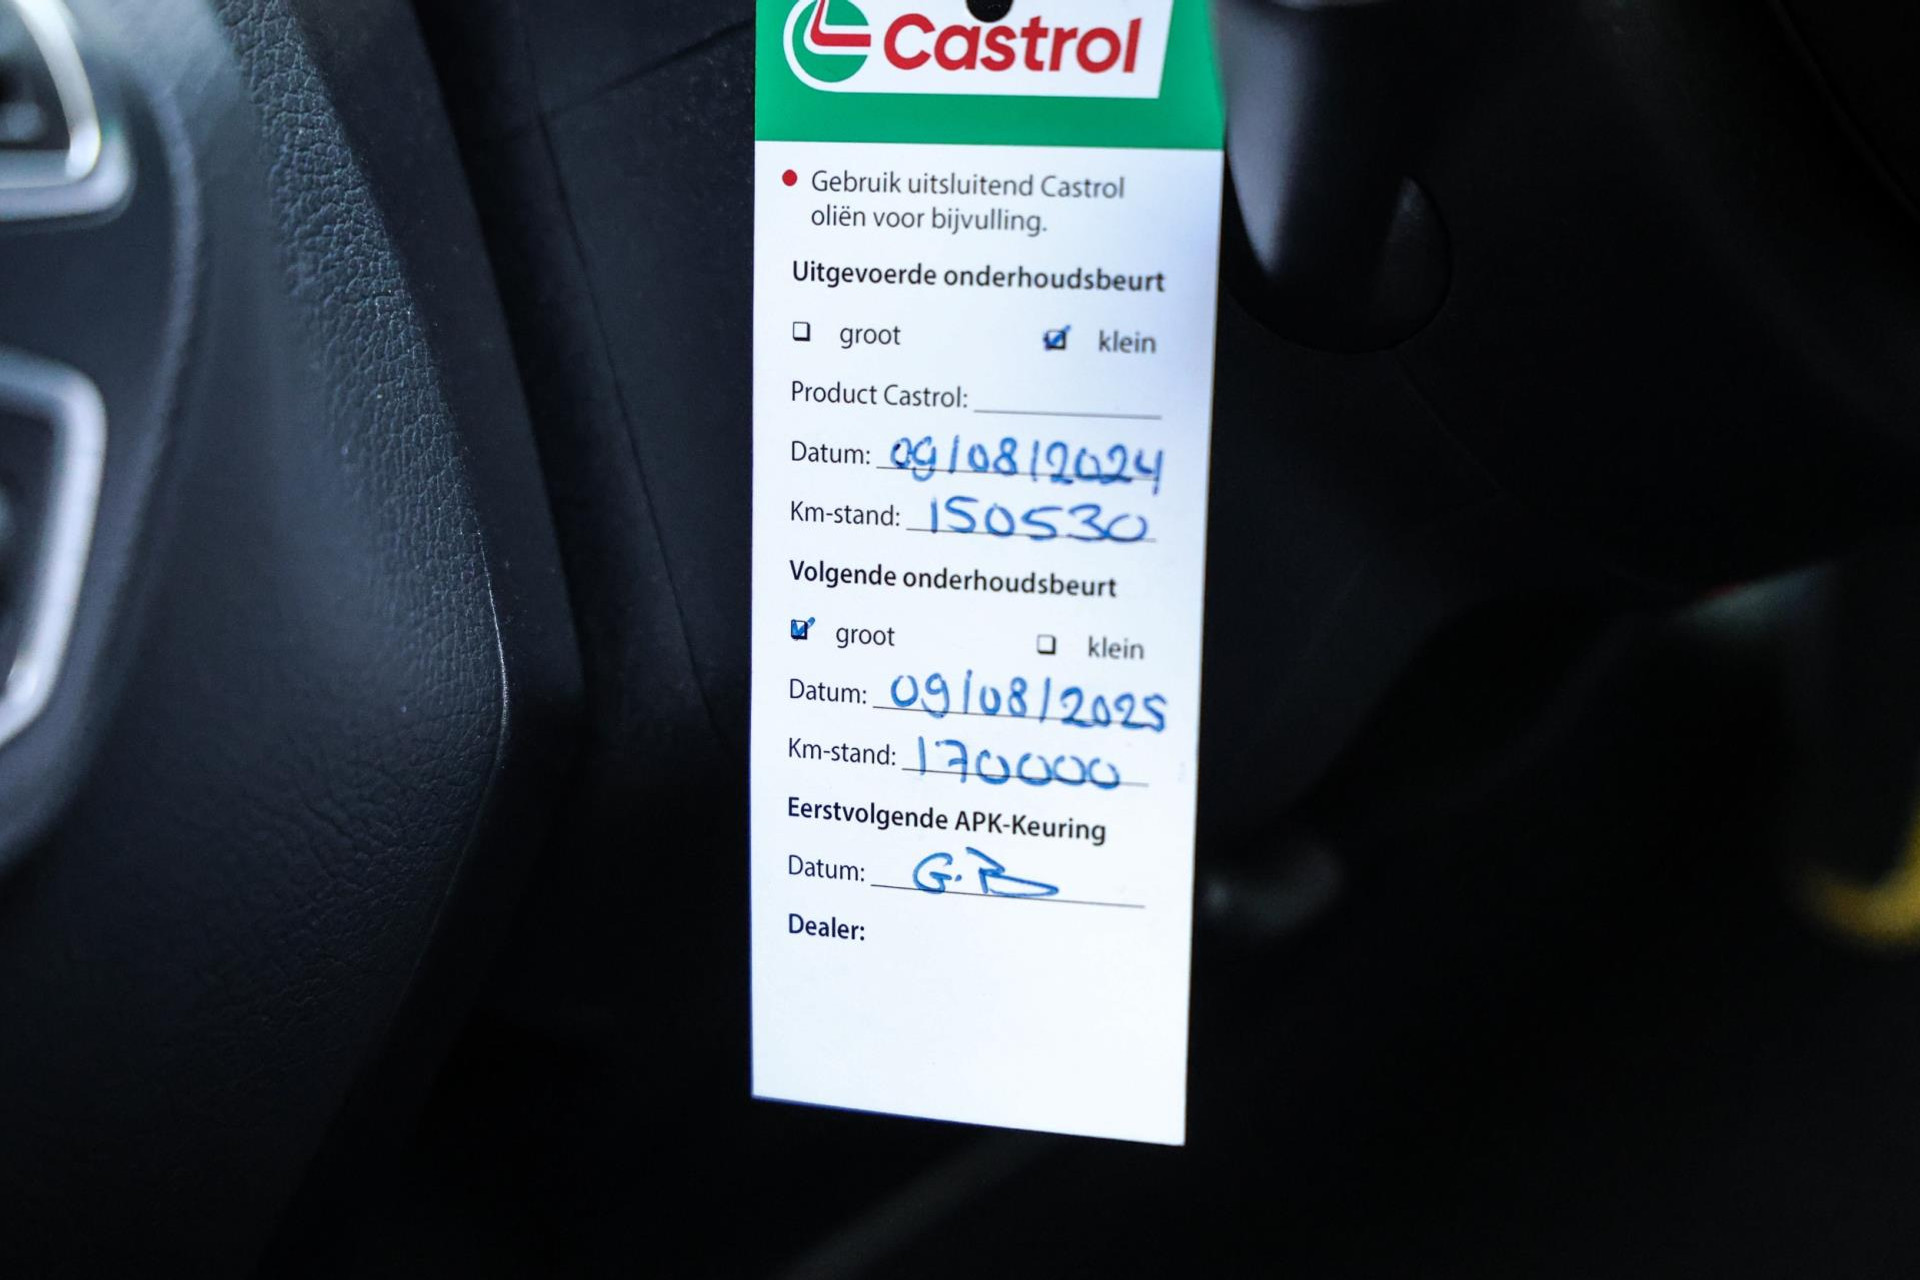 Castrol
Gebruik uitsluitend Castrol
oliën voor bijvulling.
Uitgevoerde onderhoudsbeurt
groot klein
Product Castrol:
Datum: 09/08/2024
Km-stand: 150530
Volgende onderhoudsbeurt
groot klein
Datum: 09/08/2025
Km-stand: 170000
Eerstvolgende APK-Keuring
Datum: G.B
Dealer: